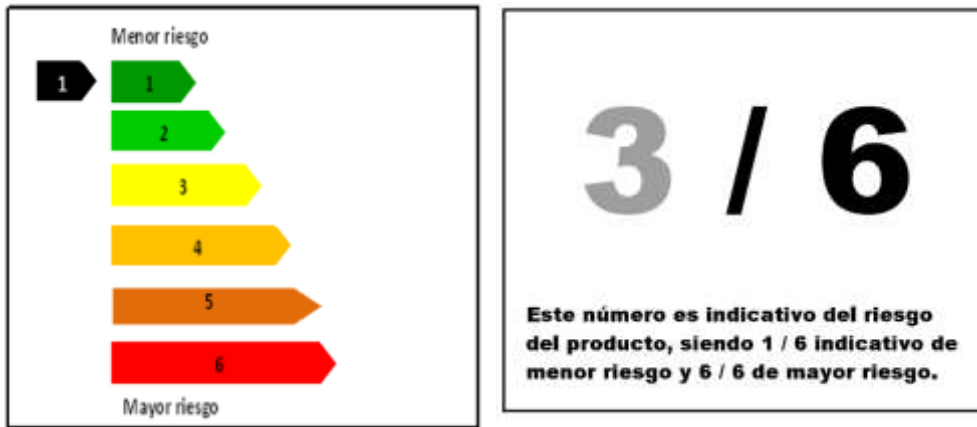 Menor riesgo
1
1
2
3
4
5
6
Mayor riesgo
3 / 6
Este número es indicativo del riesgo
del producto, siendo 1 / 6 indicativo de
menor riesgo y 6 / 6 de mayor riesgo.